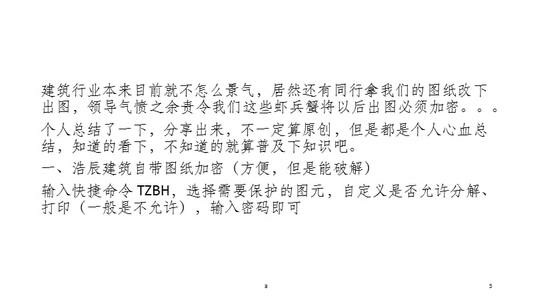 建筑行业本来目前就不怎么景气，居然还有同行拿我们的图纸改下
出图，领导气愤之余责令我们这些虾兵蟹将以后出图必须加密。。。
个人总结了一下，分享出来，不一定算原创，但是都是个人心血总
结，知道的看下，不知道的就算普及下知识吧。
一、浩辰建筑自带图纸加密（方便，但是能破解）
输入快捷命令 TZBH，选择需要保护的图元，自定义是否允许分解、
打印（一般是不允许），输入密码即可